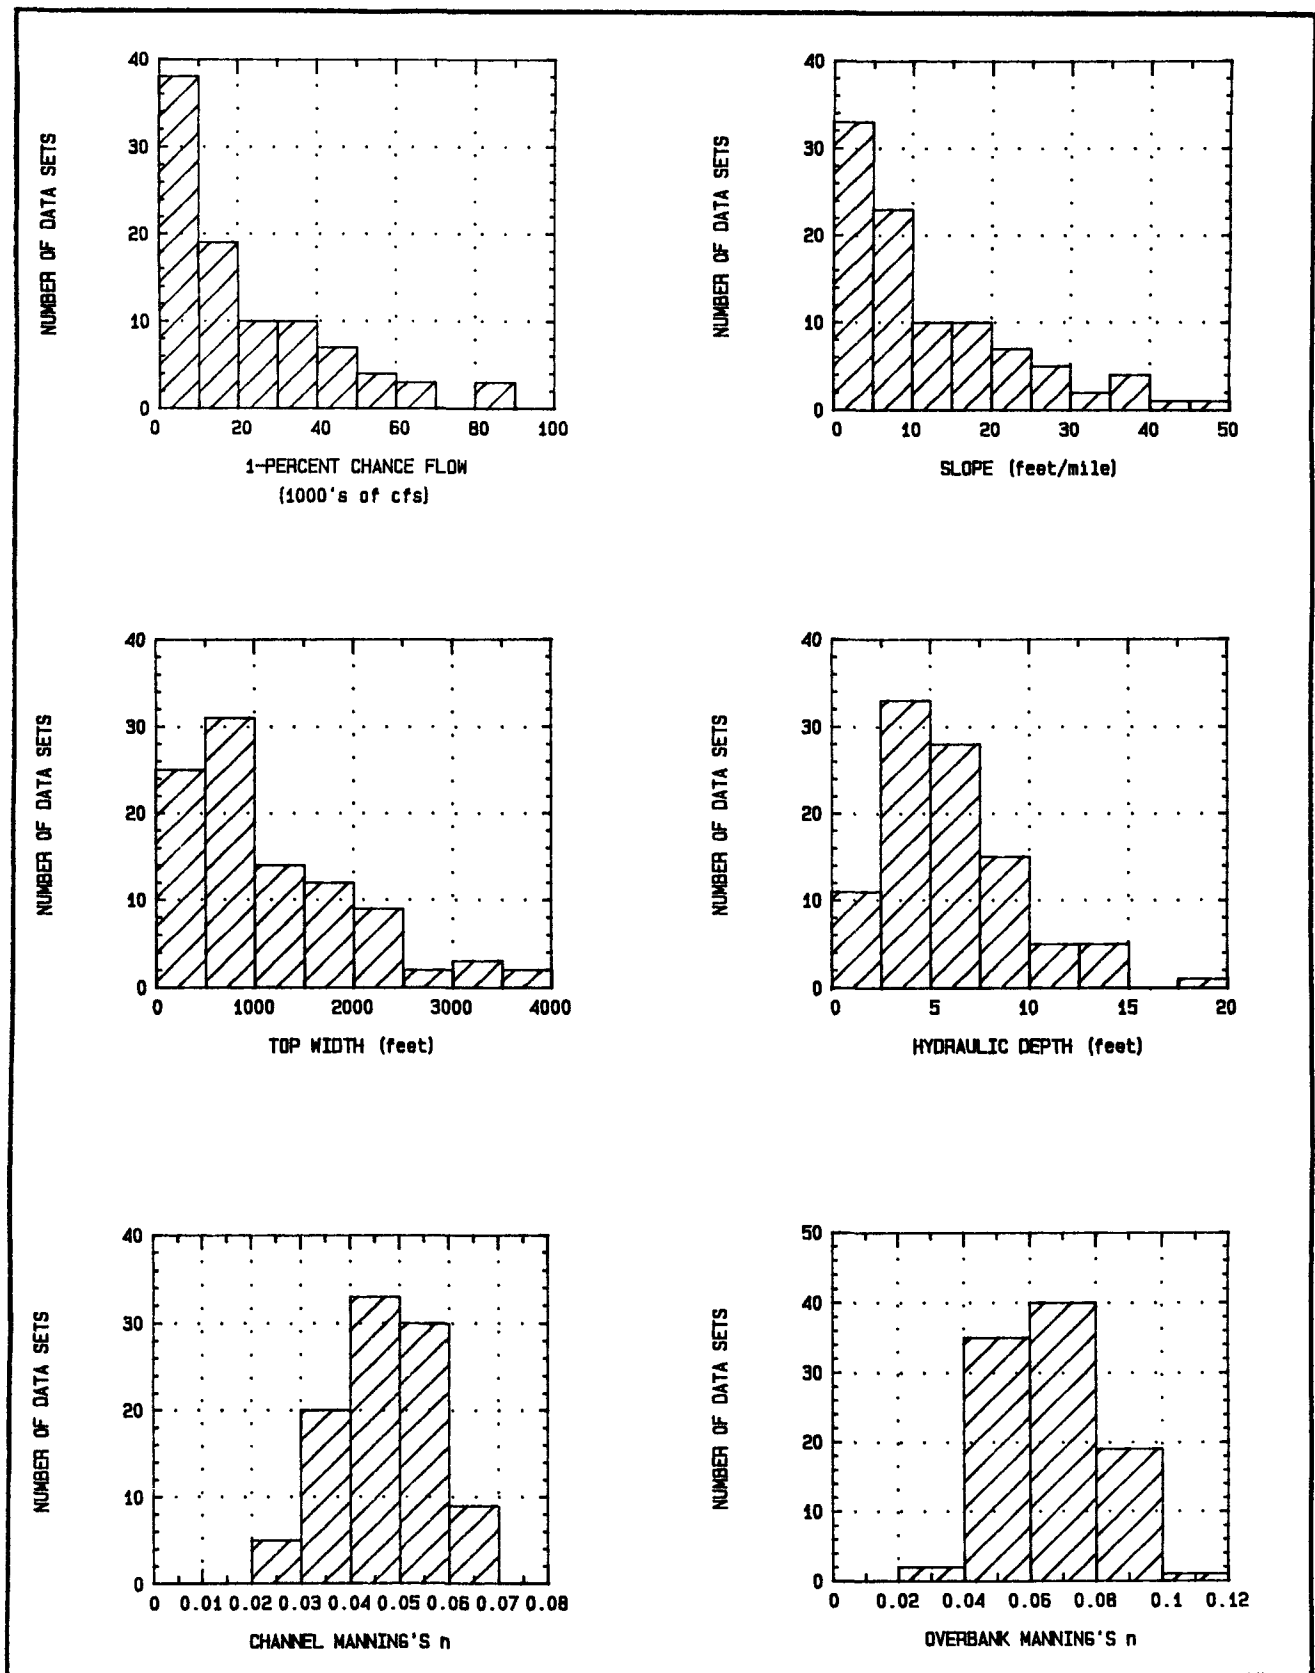 40
30
20
10
0
NUMBER OF DATA SETS
0 20 40 60 80 100
1-PERCENT CHANCE FLOW
(1000's of cfs)
40
30
20
10
0
NUMBER OF DATA SETS
0 10 20 30 40 50
SLOPE (feet/mile)
40
30
20
10
0
NUMBER OF DATA SETS
0 1000 2000 3000 4000
TOP WIDTH (feet)
40
30
20
10
0
NUMBER OF DATA SETS
0 5 10 15 20
HYDRAULIC DEPTH (feet)
40
30
20
10
0
NUMBER OF DATA SETS
0 0.01 0.02 0.03 0.04 0.05 0.06 0.07 0.08
CHANNEL MANNING'S n
50
40
30
20
10
0
NUMBER OF DATA SETS
0 0.02 0.04 0.06 0.08 0.1 0.12
OVERBANK MANNING'S n